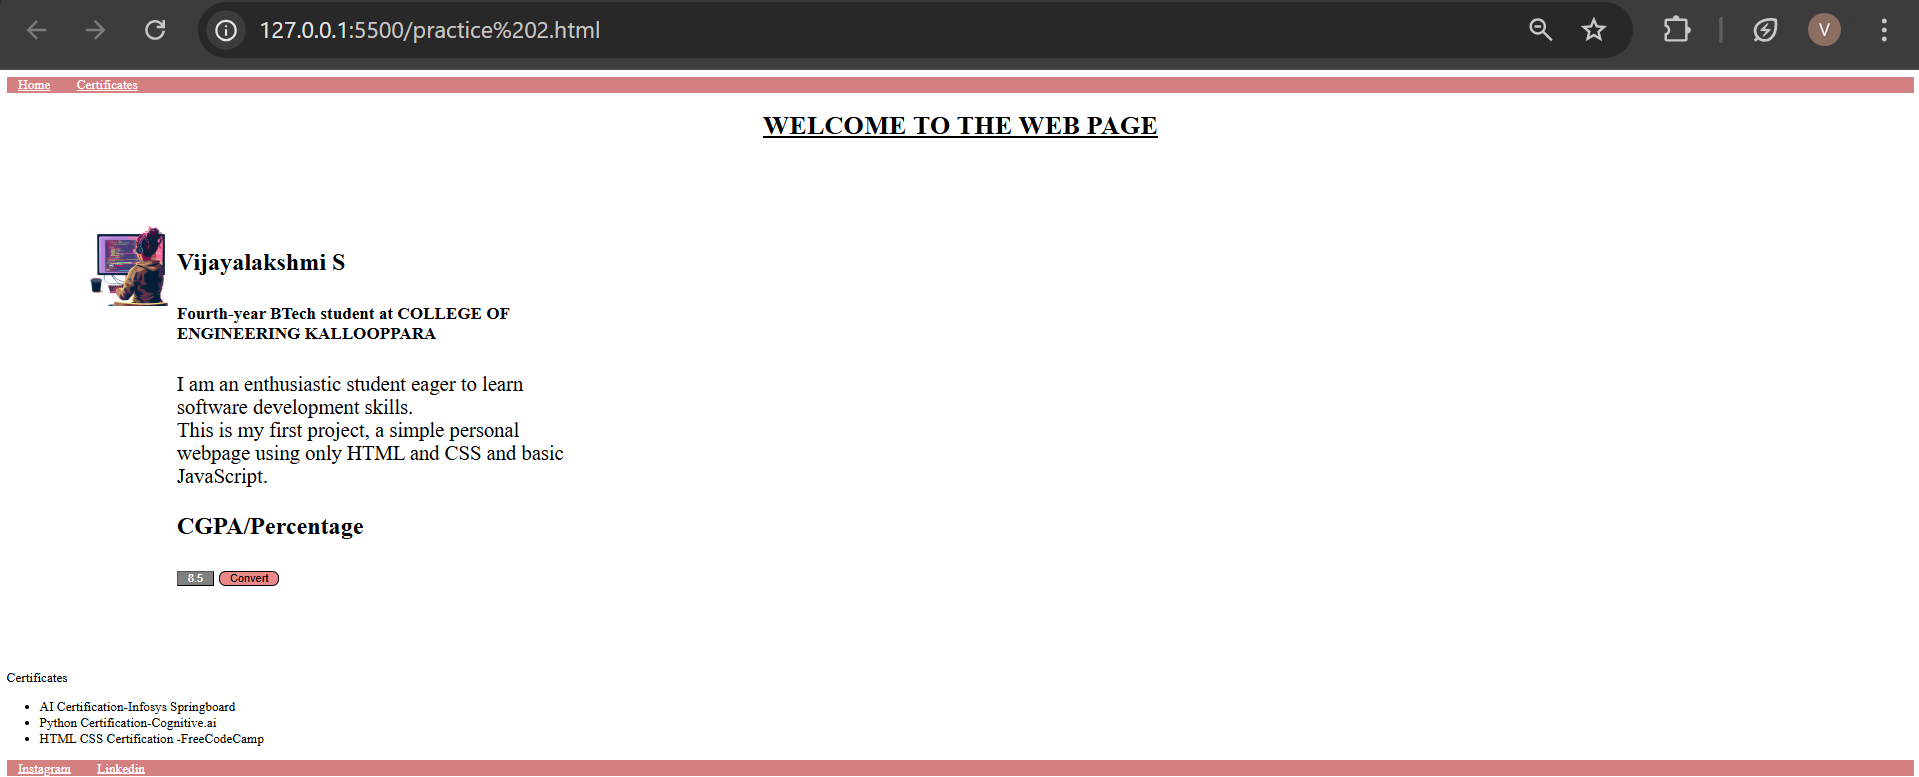 127.0.0.1:5500/practice%202.html
V
Home Certificates
WELCOME TO THE WEB PAGE
Vijayalakshmi S
Fourth-year BTech student at COLLEGE OF
ENGINEERING KALLOOPPARA
I am an enthusiastic student eager to learn
software development skills.
This is my first project, a simple personal
webpage using only HTML and CSS and basic
JavaScript.
CGPA/Percentage
8.5 Convert
Certificates
AI Certification-Infosys Springboard
Python Certification-Cognitive.ai
HTML CSS Certification -FreeCodeCamp
Instagram Linkedin